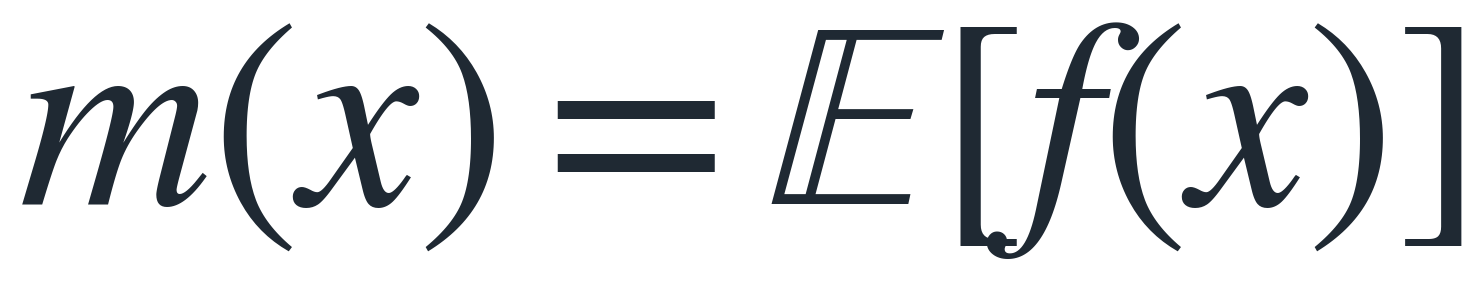 m(x) = 𝔼[f(x)]